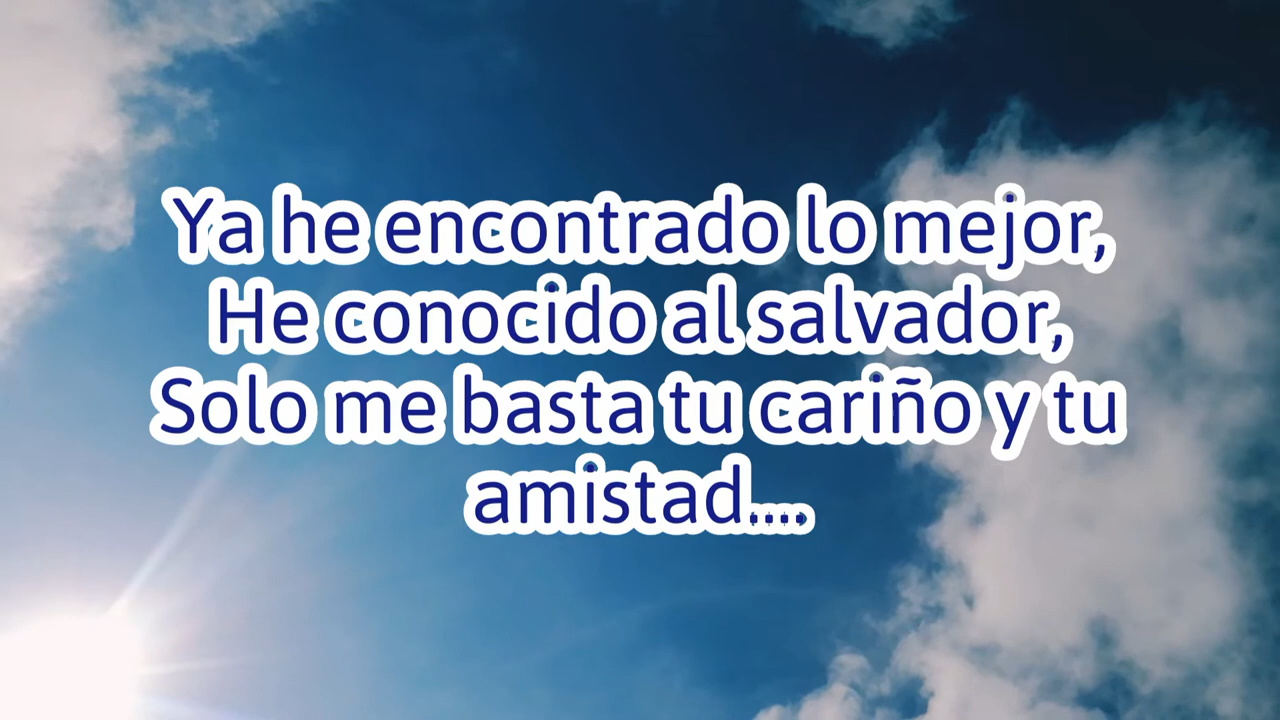 Ya he encontrado lo mejor,
He conocido al salvador,
Solo me basta tu cariño y tu
amistad....